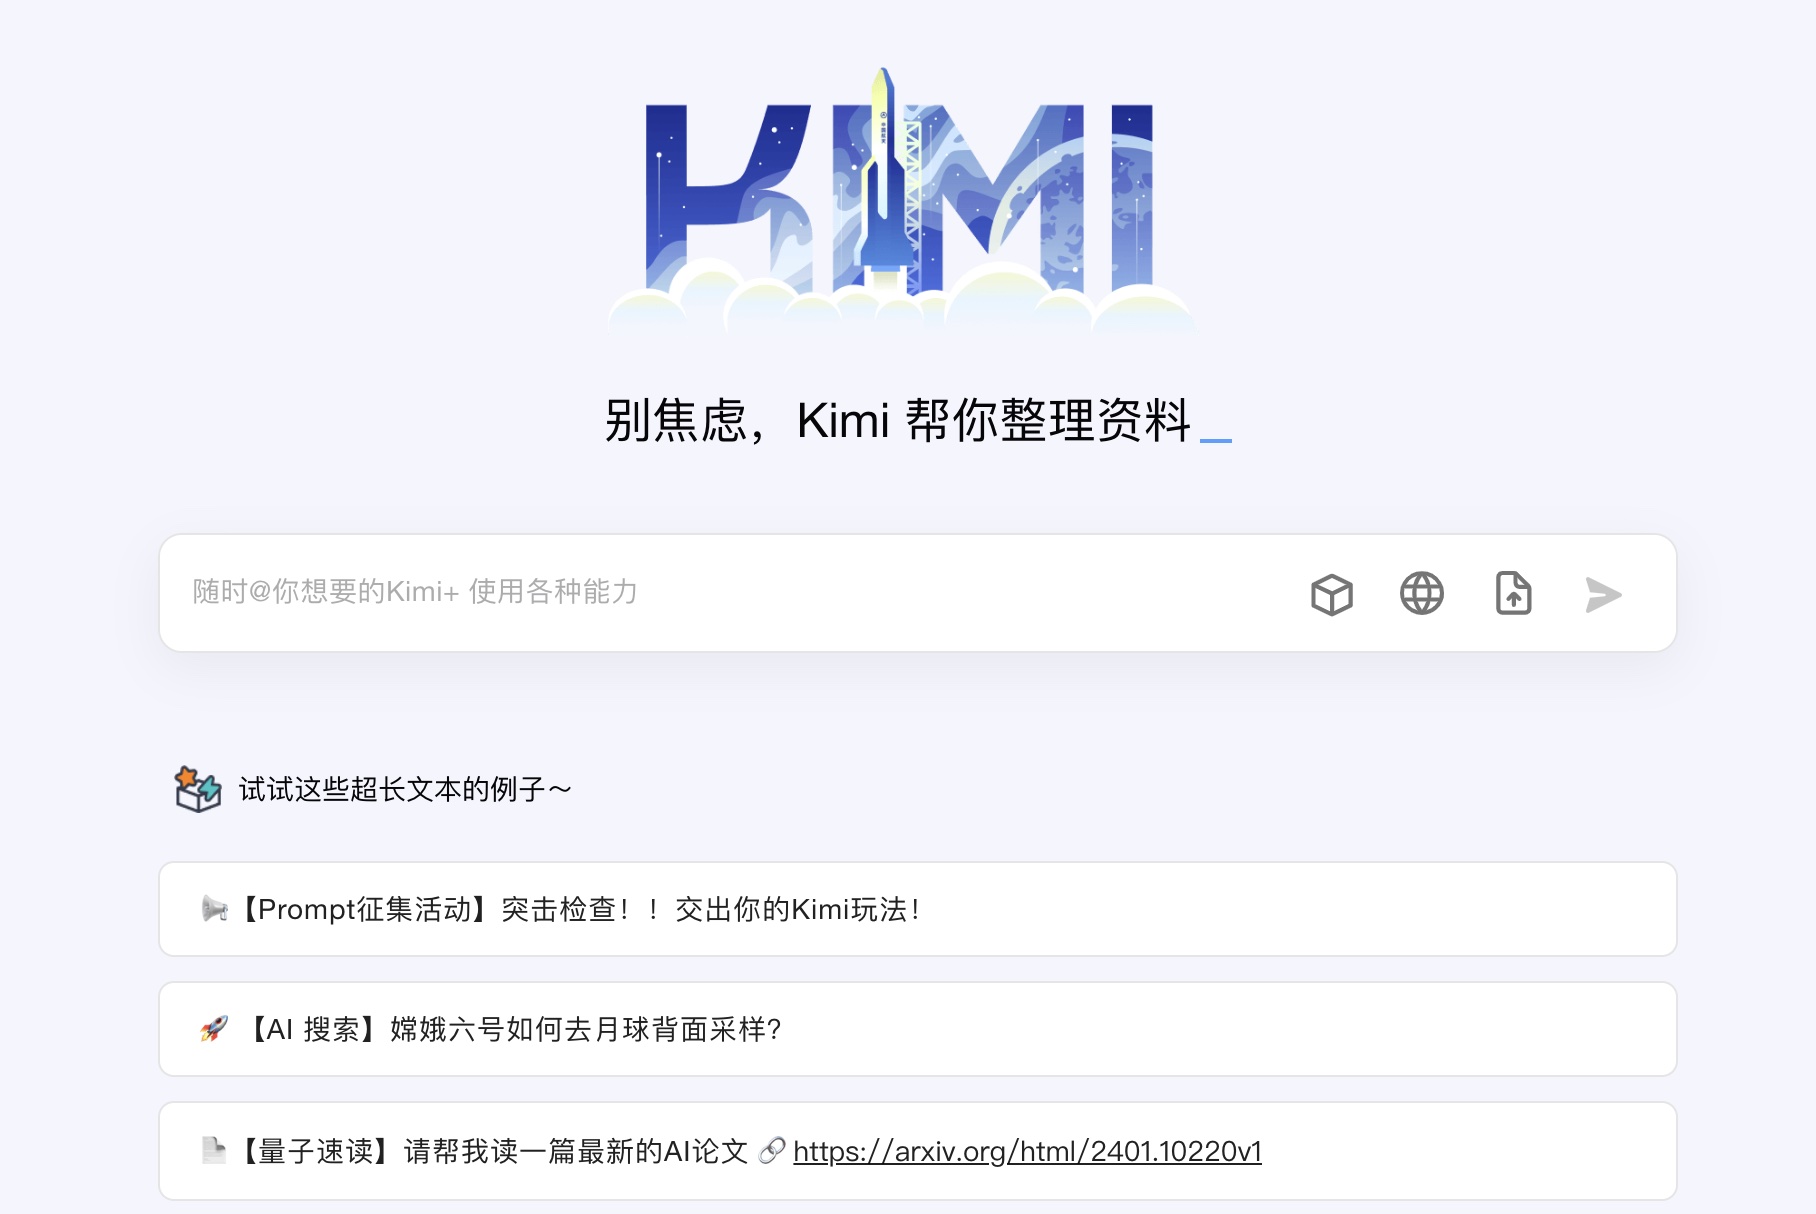 KIMI
别焦虑，Kimi 帮你整理资料_
随时@你想要的Kimi+ 使用各种能力
试试这些超长文本的例子～
【Prompt征集活动】突击检查！！交出你的Kimi玩法！
【AI 搜索】嫦娥六号如何去月球背面采样？
【量子速读】请帮我读一篇最新的AI论文 https://arxiv.org/html/2401.10220v1